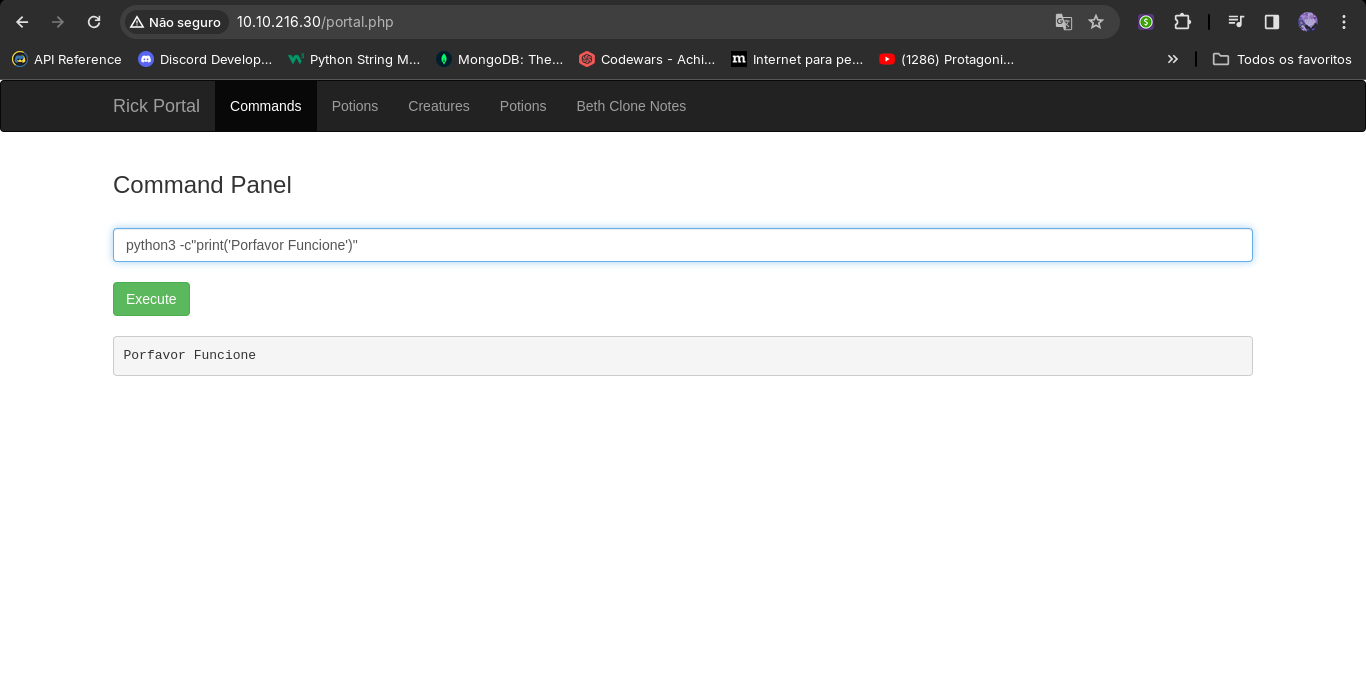 Não seguro 10.10.216.30/portal.php
API Reference Discord Develop... Python String M... MongoDB: The... Codewars - Achi... Internet para pe... (1286) Protagoni... Todos os favoritos
Rick Portal Commands Potions Creatures Potions Beth Clone Notes
Command Panel
python3 -c"print('Porfavor Funcione')"
Execute
Porfavor Funcione